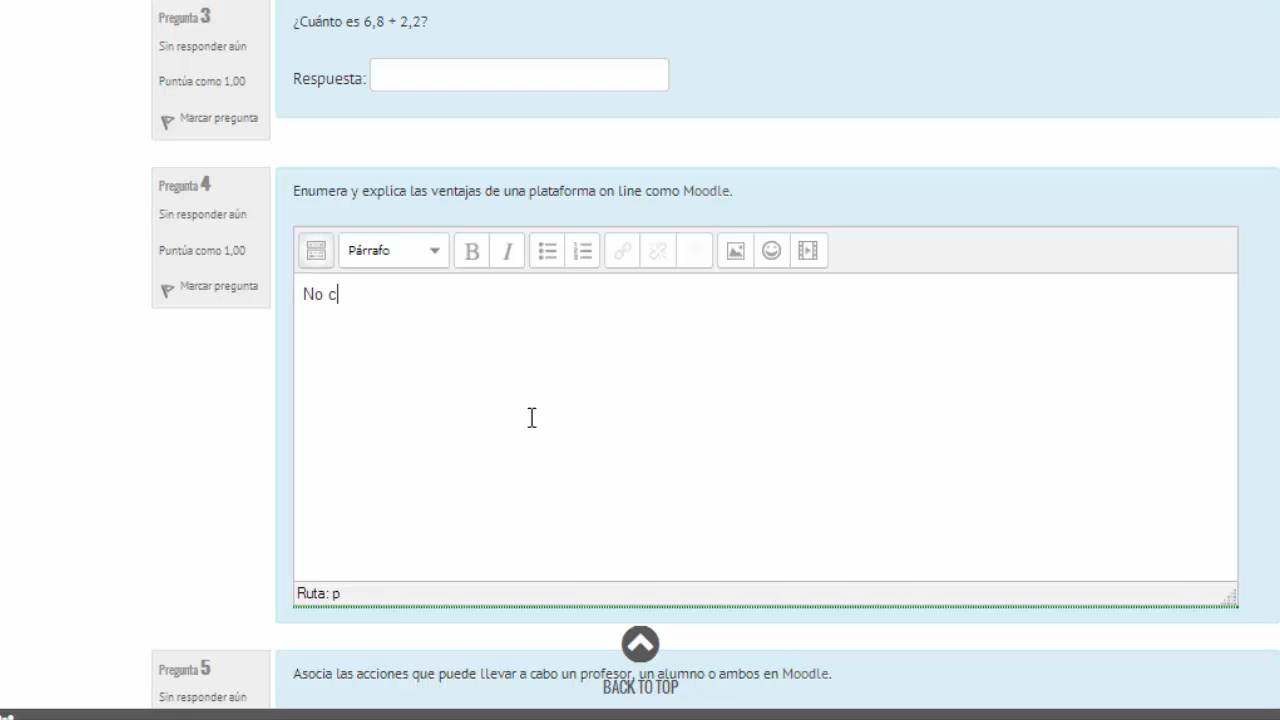 Pregunta 3
Sin responder aún
Puntúa como 1,00
Marcar pregunta
¿Cuánto es 6,8 + 2,2?
Respuesta:
Pregunta 4
Sin responder aún
Puntúa como 1,00
Marcar pregunta
Enumera y explica las ventajas de una plataforma on line como Moodle.
Párrafo B I
No c
Ruta: p
Pregunta 5
Sin responder aún
Asocia las acciones que puede llevar a cabo un profesor, un alumno o ambos en Moodle.
BACK TO TOP